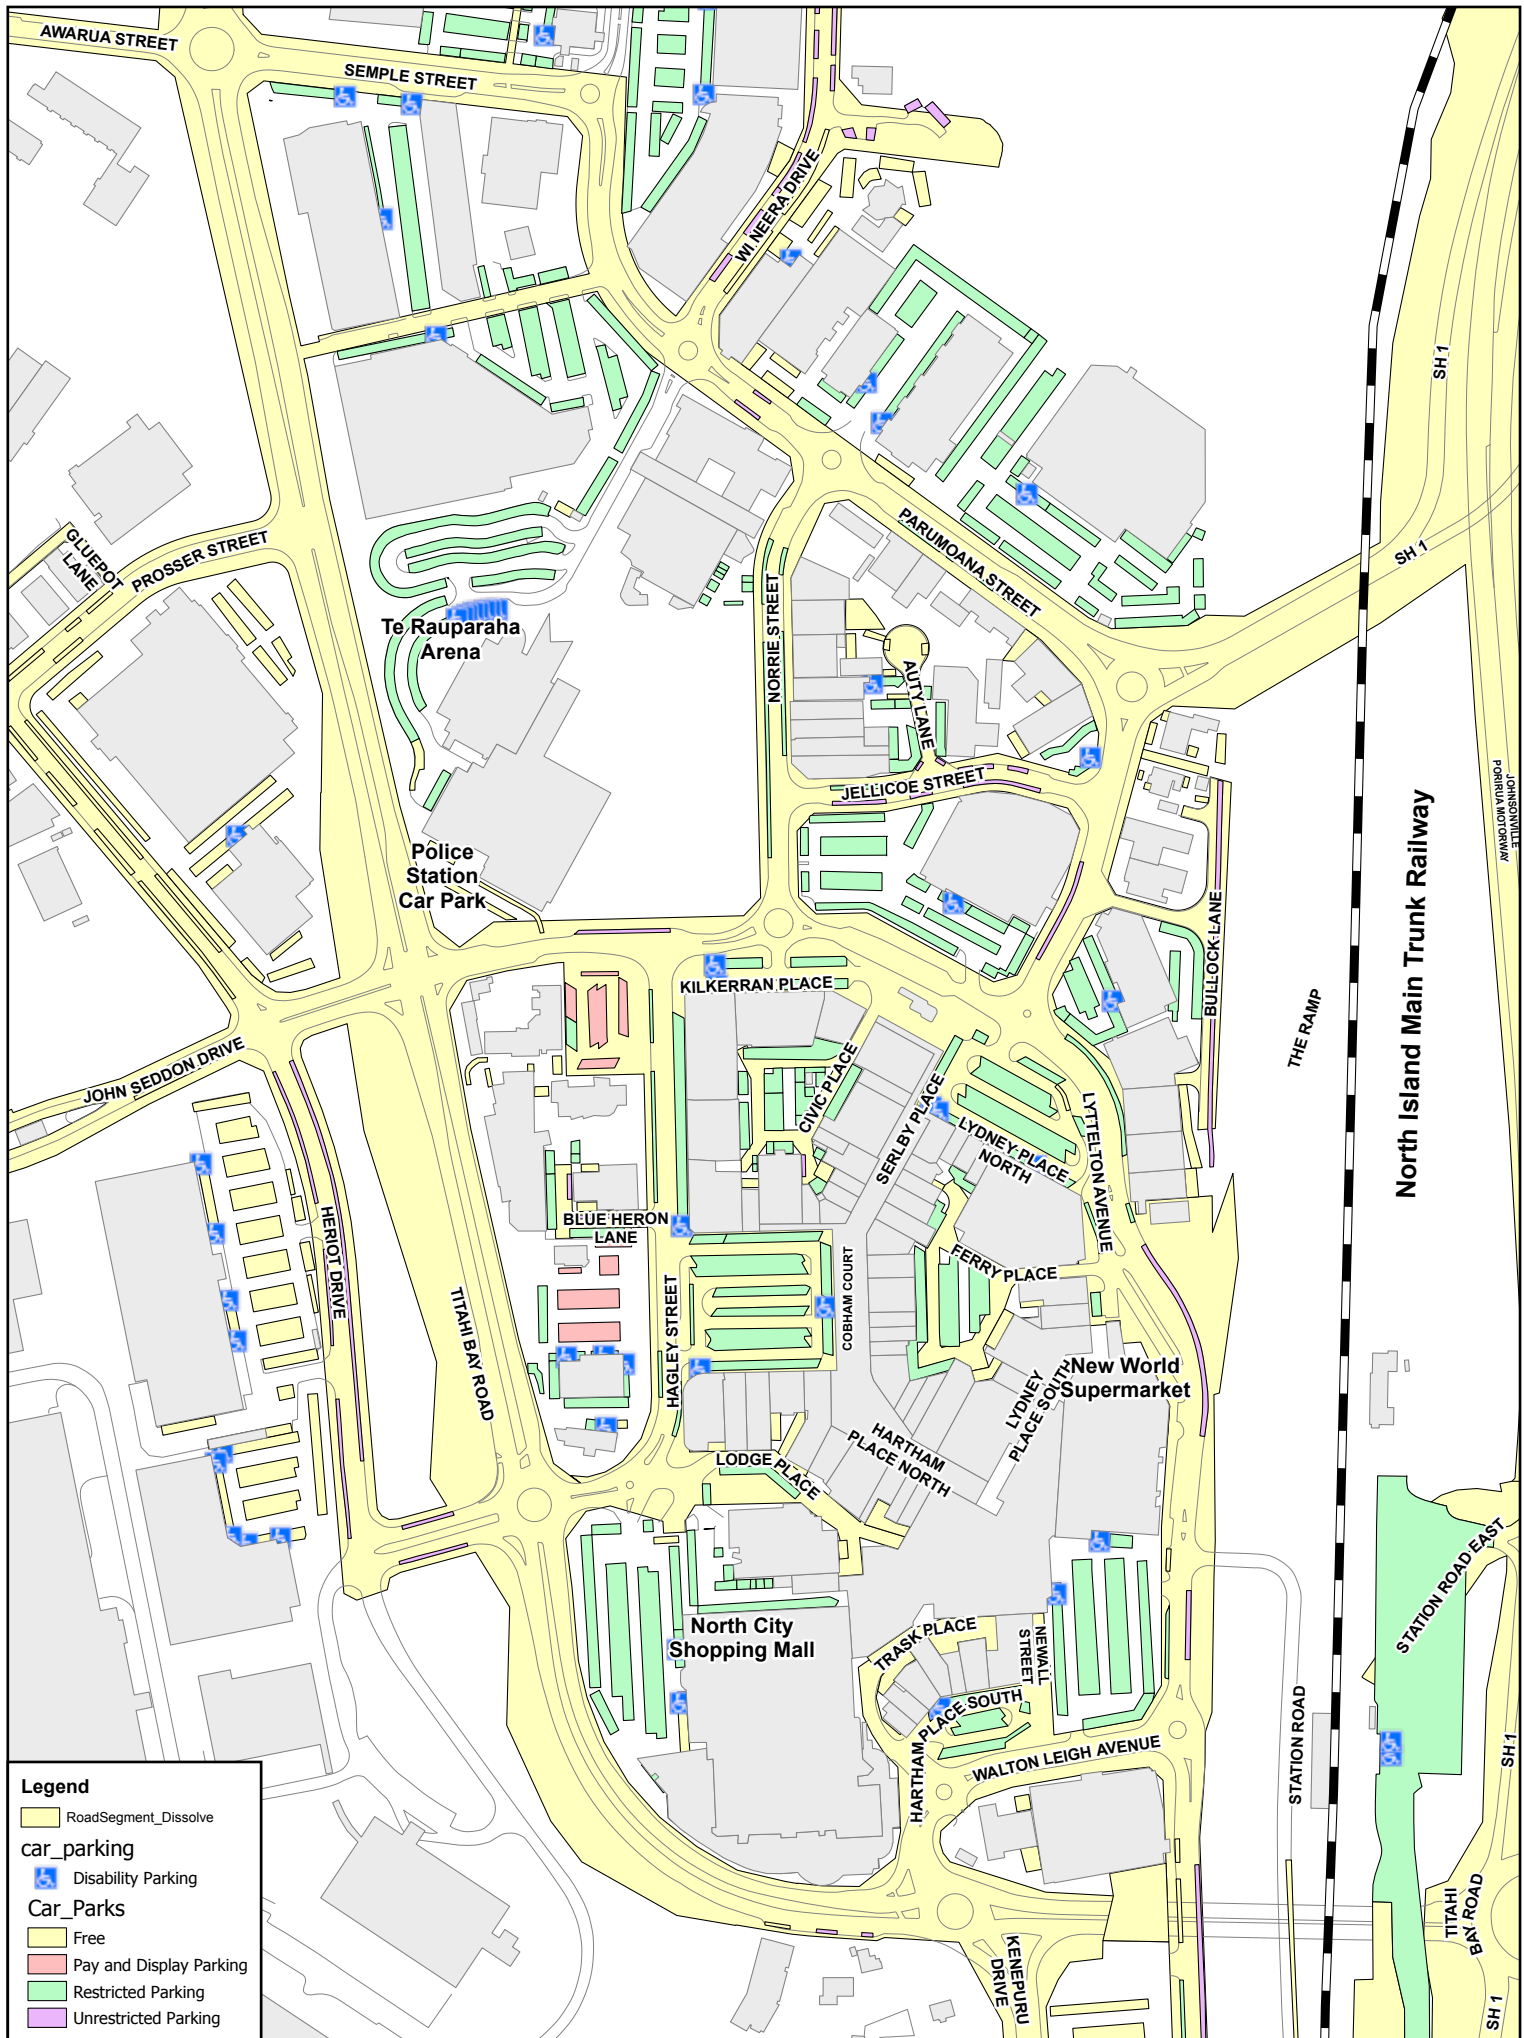 AWARUA STREET
SEMPLE STREET
WI NEERA DRIVE
SH 1
SH 1
GLUEPOT
LANE
PROSSER STREET
PARUMOANA STREET
NORRIE STREET
Te Rauparaha
Arena
AUTY LANE
JELLICOE STREET
JOHNSONVILLE
PORIRUA MOTORWAY
North Island Main Trunk Railway
Police
Station
Car Park
BULLOCK LANE
KILKERRAN PLACE
THE RAMP
JOHN SEDDON DRIVE
CIVIC PLACE
SERLBY PLACE
LYDNEY PLACE
NORTH
LYTTELTON AVENUE
BLUE HERON
LANE
HERIOT DRIVE
TITAHI BAY ROAD
HAGLEY STREET
COBHAM COURT
FERRY PLACE
New World
Supermarket
LYDNEY
PLACE SOUTH
HARTHAM
PLACE NORTH
LODGE PLACE
STATION ROAD EAST
North City
Shopping Mall
TRASK PLACE
NEWALL
STREET
HARTHAM PLACE SOUTH
WALTON LEIGH AVENUE
STATION ROAD
SH 1
TITAHI
BAY ROAD
KENEPURU
DRIVE
SH 1
Legend
RoadSegment_Dissolve
car_parking
Disability Parking
Car_Parks
Free
Pay and Display Parking
Restricted Parking
Unrestricted Parking